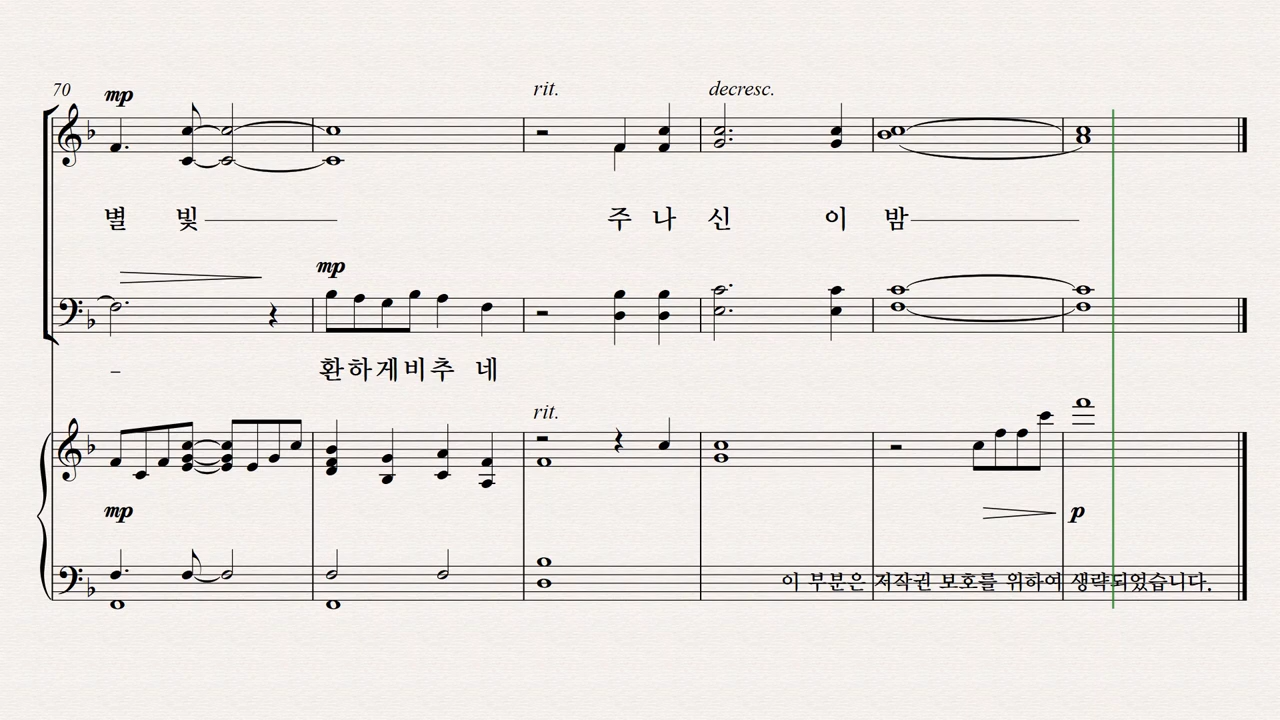 70
mp
rit.
decresc.
별 빛 주 나 신 이 밤
mp
- 환하게비추 네
rit.
mp
p
이 부분은 저작권 보호를 위하여 생략되었습니다.